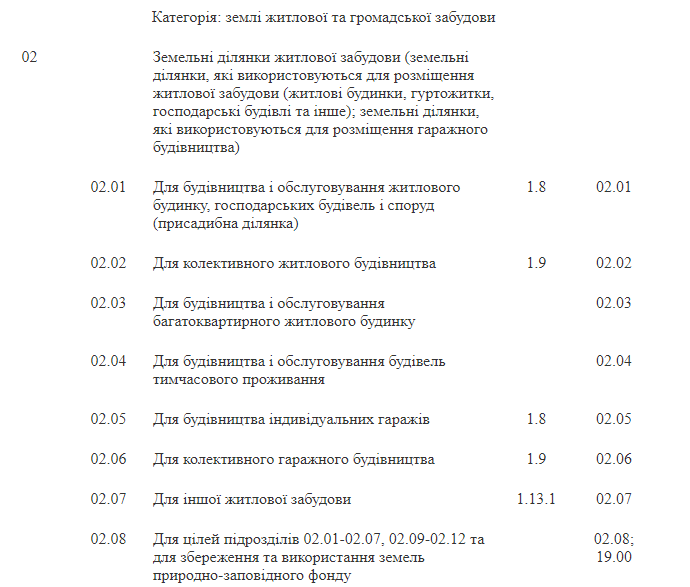 Категорія: землі житлової та громадської забудови
02 Земельні ділянки житлової забудови (земельні
ділянки, які використовуються для розміщення
житлової забудови (житлові будинки, гуртожитки,
господарські будівлі та інше); земельні ділянки,
які використовуються для розміщення гаражного
будівництва)
02.01 Для будівництва і обслуговування житлового 1.8 02.01
будинку, господарських будівель і споруд
(присадибна ділянка)
02.02 Для колективного житлового будівництва 1.9 02.02
02.03 Для будівництва і обслуговування 02.03
багатоквартирного житлового будинку
02.04 Для будівництва і обслуговування будівель 02.04
тимчасового проживання
02.05 Для будівництва індивідуальних гаражів 1.8 02.05
02.06 Для колективного гаражного будівництва 1.9 02.06
02.07 Для іншої житлової забудови 1.13.1 02.07
02.08 Для цілей підрозділів 02.01-02.07, 02.09-02.12 та 02.08;
для збереження та використання земель 19.00
природно-заповідного фонду